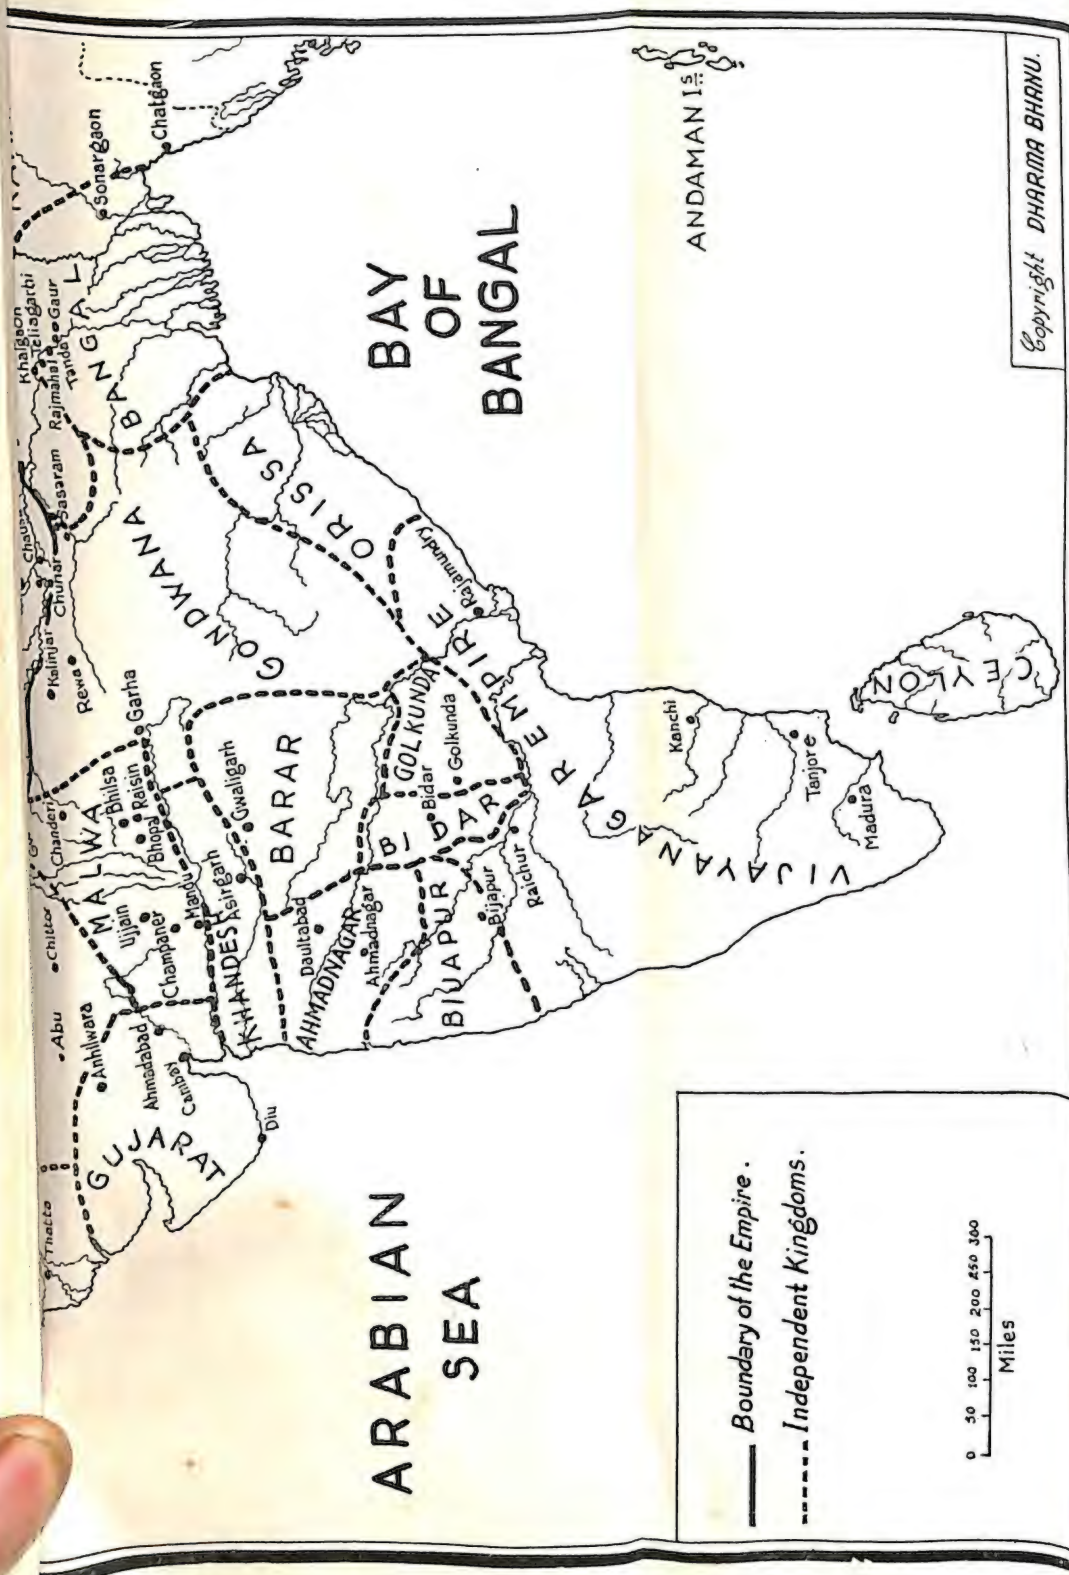 Thatta
Abu
Chittor
Chanderi
Kalinjar
Chunar
Sasaram
Khalgaon
Teliagarbi
Rajmahal
Gaur
Tanda
Sonargaon
Chatgaon
Anhilwara
Ahmadabad
Cambay
GUJARAT
Diu
MALWA
Ujjain
Champaner
Mandu
Bhilsa
Raisin
Bhopal
Garha
Rewa
BANGAL
GONDWANA
ORISSA
KHANDESH
Asirgarh
Gwaligarh
BARAR
Daultabad
AHMADNAGAR
Ahmadnagar
BIDAR
Bidar
GOLKUNDA
Golkunda
Rajamundry
BIJAPUR
Bijapur
Raichur
VIJAYANAGAR EMPIRE
Kanchi
Tanjore
Madura
CEYLON
ARABIAN
SEA
BAY
OF
BANGAL
ANDAMAN Is.
Boundary of the Empire.
Independent Kingdoms.
0 50 100 150 200 250 300
Miles
Copyright DHARMA BHANU.